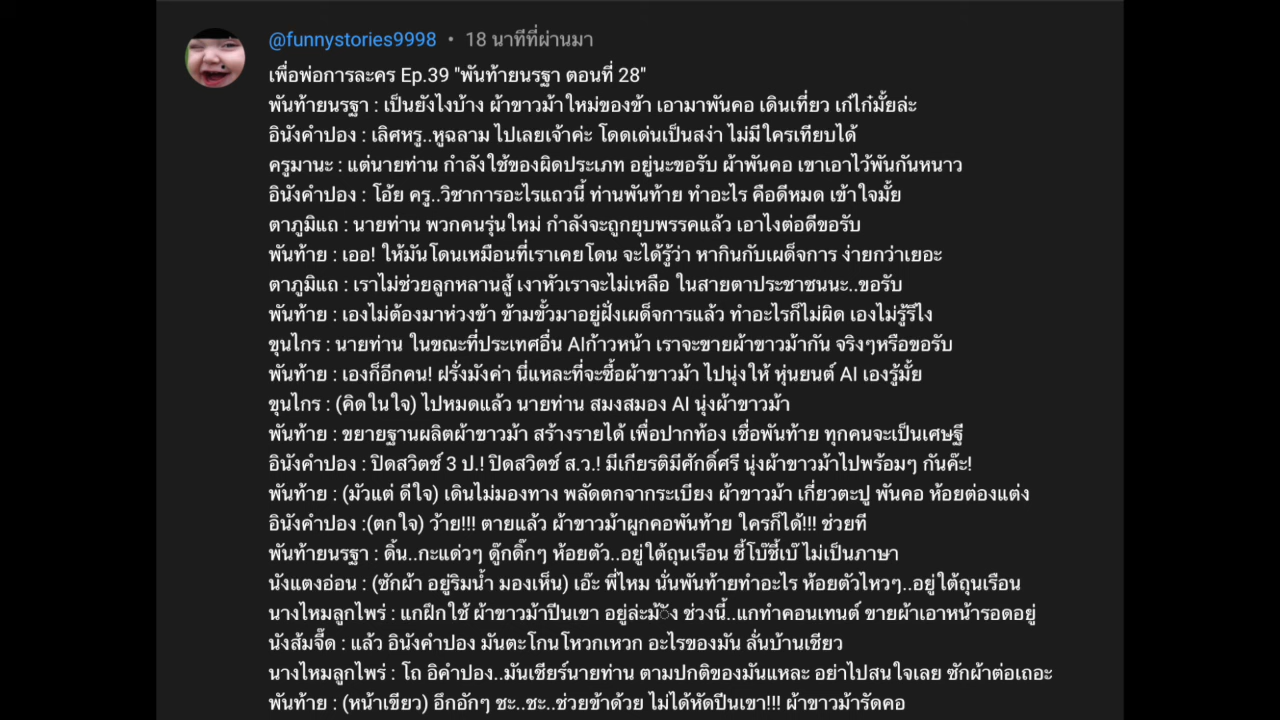 @funnystories9998 • 18 นาทีที่ผ่านมา
เพื่อพ่อการละคร Ep.39 "พันท้ายนรฐา ตอนที่ 28"
พันท้ายนรฐา : เป็นยังไงบ้าง ผ้าขาวม้าใหม่ของข้า เอามาพันคอ เดินเที่ยว เก๋ไก๋มั้ยล่ะ
อินังคำปอง : เลิศหรู..หูฉลาม ไปเลยเจ้าค่ะ โดดเด่นเป็นสง่า ไม่มีใครเทียบได้
ครูมานะ : แต่นายท่าน กำลังใช้ของผิดประเภท อยู่นะขอรับ ผ้าพันคอ เขาเอาไว้พันกันหนาว
อินังคำปอง : โอ้ย ครู..วิชาการอะไรแถวนี้ ท่านพันท้าย ทำอะไร คือดีหมด เข้าใจมั้ย
ตาภูมิแถ : นายท่าน พวกคนรุ่นใหม่ กำลังจะถูกยุบพรรคแล้ว เอาไงต่อดีขอรับ
พันท้าย : เออ! ให้มันโดนเหมือนที่เราเคยโดน จะได้รู้ว่า หากินกับเผด็จการ ง่ายกว่าเยอะ
ตาภูมิแถ : เราไม่ช่วยลูกหลานสู้ เงาหัวเราจะไม่เหลือ ในสายตาประชาชนนะ..ขอรับ
พันท้าย : เองไม่ต้องมาห่วงข้า ข้ามขั้วมาอยู่ฝั่งเผด็จการแล้ว ทำอะไรก็ไม่ผิด เองไม่รู้รึไง
ขุนไกร : นายท่าน ในขณะที่ประเทศอื่น AIก้าวหน้า เราจะขายผ้าขาวม้ากัน จริงๆหรือขอรับ
พันท้าย : เองก็อีกคน! ฝรั่งมังค่า นี่แหละที่จะซื้อผ้าขาวม้า ไปนุ่งให้ หุ่นยนต์ AI เองรู้มั้ย
ขุนไกร : (คิดในใจ) ไปหมดแล้ว นายท่าน สมงสมอง AI นุ่งผ้าขาวม้า
พันท้าย : ขยายฐานผลิตผ้าขาวม้า สร้างรายได้ เพื่อปากท้อง เชื่อพันท้าย ทุกคนจะเป็นเศษฐี
อินังคำปอง : ปิดสวิตช์ 3 ป.! ปิดสวิตช์ ส.ว.! มีเกียรติมีศักดิ์ศรี นุ่งผ้าขาวม้าไปพร้อมๆ กันค๊ะ!
พันท้าย : (มัวแต่ ดีใจ) เดินไม่มองทาง พลัดตกจากระเบียง ผ้าขาวม้า เกี่ยวตะปู พันคอ ห้อยต่องแต่ง
อินังคำปอง :(ตกใจ) ว้าย!!! ตายแล้ว ผ้าขาวม้าผูกคอพันท้าย ใครก็ได้!!! ช่วยที
พันท้ายนรฐา : ดิ้น..กะแด่วๆ ดู๊กดิ๊กๆ ห้อยตัว..อยู่ใต้ถุนเรือน ชี้โบ๊ชี้เบ๊ ไม่เป็นภาษา
นังแตงอ่อน : (ซักผ้า อยู่ริมน้ำ มองเห็น) เอ๊ะ พี่ไหม นั่นพันท้ายทำอะไร ห้อยตัวไหวๆ..อยู่ใต้ถุนเรือน
นางไหมลูกไพร่ : แกฝึกใช้ ผ้าขาวม้าปีนเขา อยู่ล่ะม้ัง ช่วงนี้..แกทำคอนเทนต์ ขายผ้าเอาหน้ารอดอยู่
นังส้มจี๊ด : แล้ว อินังคำปอง มันตะโกนโหวกเหวก อะไรของมัน ลั่นบ้านเชียว
นางไหมลูกไพร่ : โถ อิคำปอง..มันเชียร์นายท่าน ตามปกติของมันแหละ อย่าไปสนใจเลย ซักผ้าต่อเถอะ
พันท้าย : (หน้าเขียว) อึกอักๆ ชะ..ชะ..ช่วยข้าด้วย ไม่ได้หัดปีนเขา!!! ผ้าขาวม้ารัดคอ